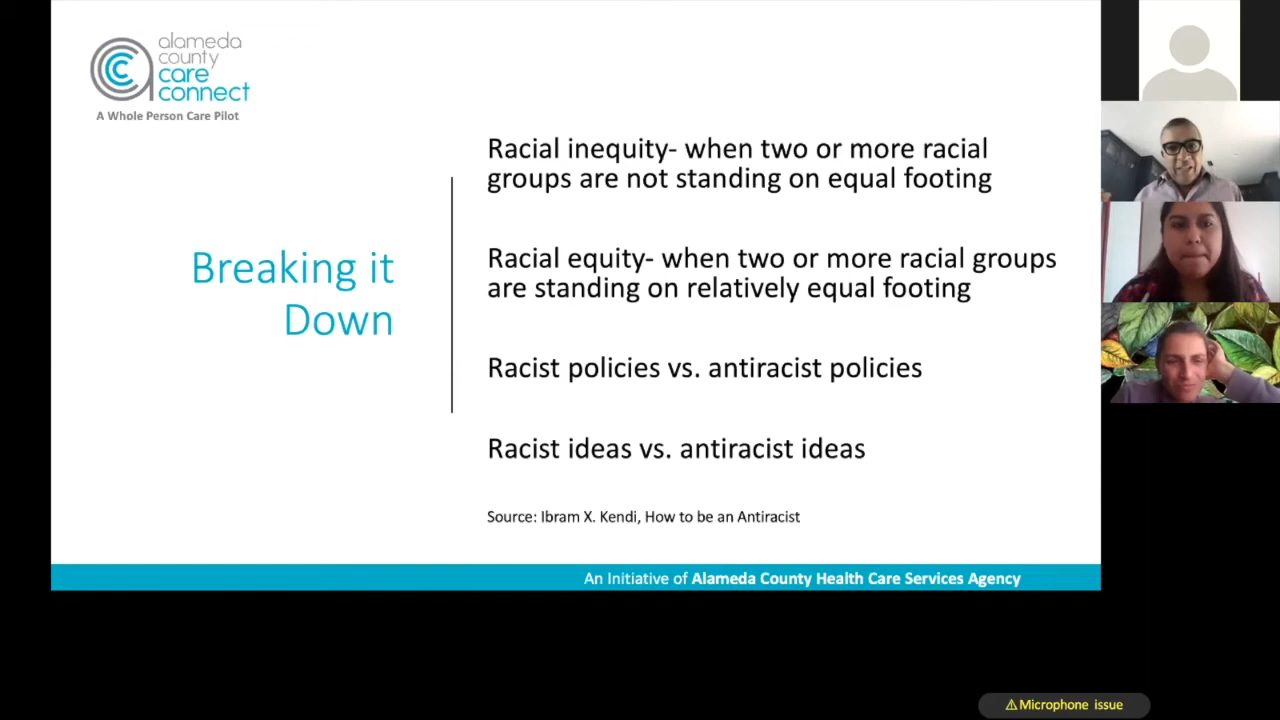 alameda
county
care
connect
A Whole Person Care Pilot
Breaking it
Down
Racial inequity- when two or more racial
groups are not standing on equal footing
Racial equity- when two or more racial groups
are standing on relatively equal footing
Racist policies vs. antiracist policies
Racist ideas vs. antiracist ideas
Source: Ibram X. Kendi, How to be an Antiracist
An Initiative of Alameda County Health Care Services Agency
⚠Microphone issue